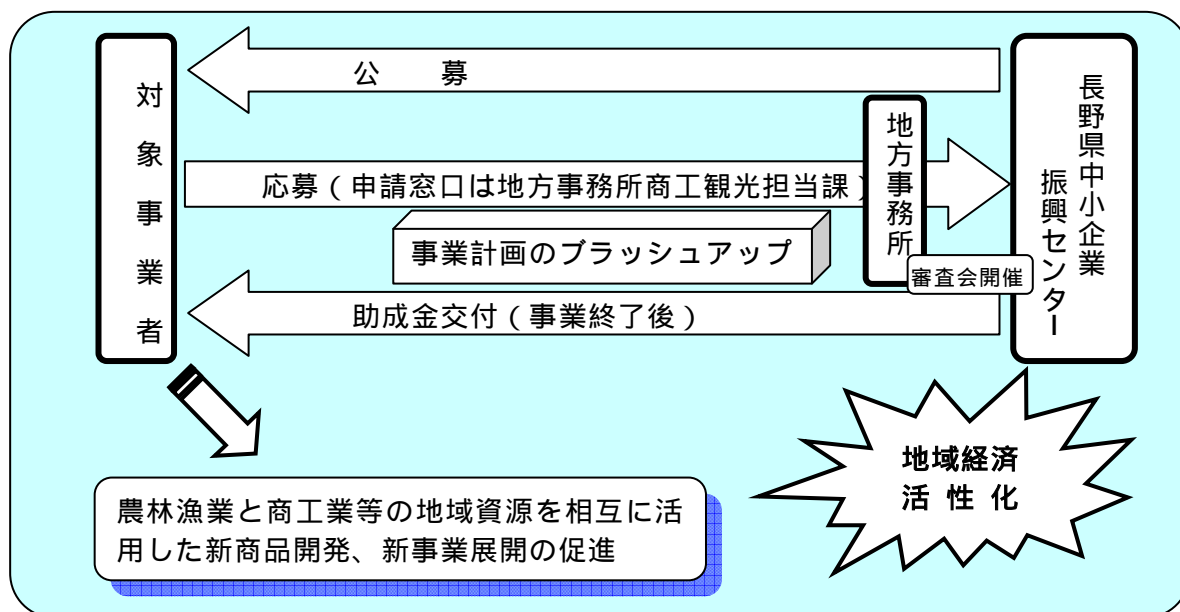 公　　募
対象事業者
長野県中小企業
振興センター
地方事務所
応募（申請窓口は地方事務所商工観光担当課）
事業計画のブラッシュアップ
審査会開催
助成金交付（事業終了後）
地域経済
活 性 化
農林漁業と商工業等の地域資源を相互に活
用した新商品開発、新事業展開の促進